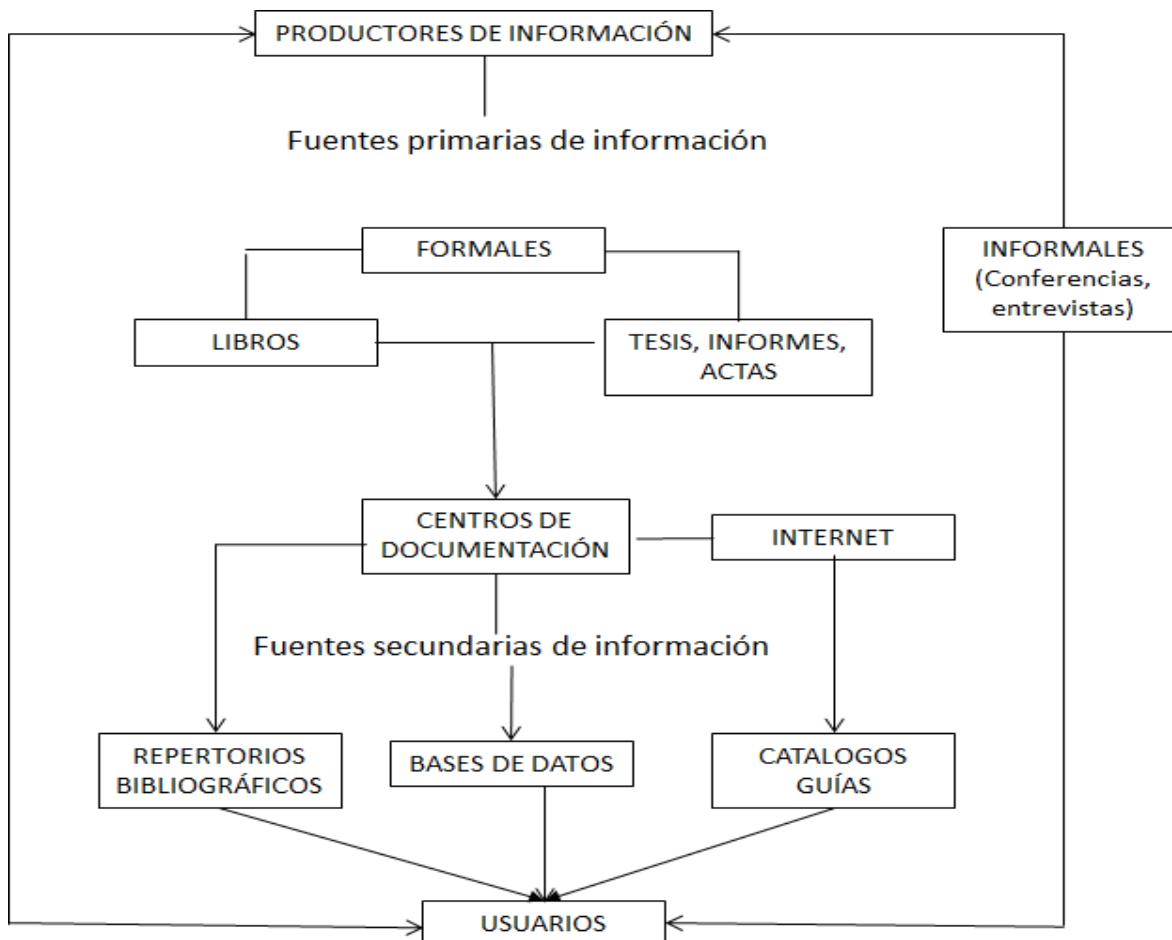 PRODUCTORES DE INFORMACIÓN
Fuentes primarias de información
FORMALES
INFORMALES
(Conferencias,
entrevistas)
LIBROS
TESIS, INFORMES,
ACTAS
CENTROS DE
DOCUMENTACIÓN
INTERNET
Fuentes secundarias de información
REPERTORIOS
BIBLIOGRÁFICOS
BASES DE DATOS
CATALOGOS
GUÍAS
USUARIOS